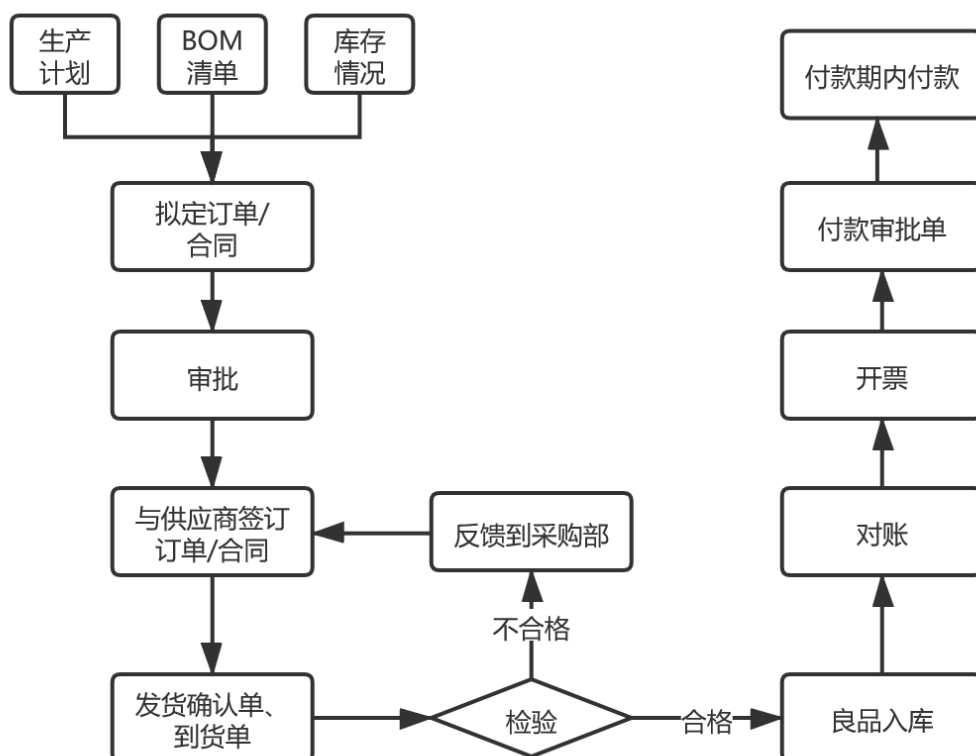 生产
计划
BOM
清单
库存
情况
拟定订单/
合同
审批
与供应商签订
订单/合同
发货确认单、
到货单
检验
不合格
反馈到采购部
合格
良品入库
对账
开票
付款审批单
付款期内付款